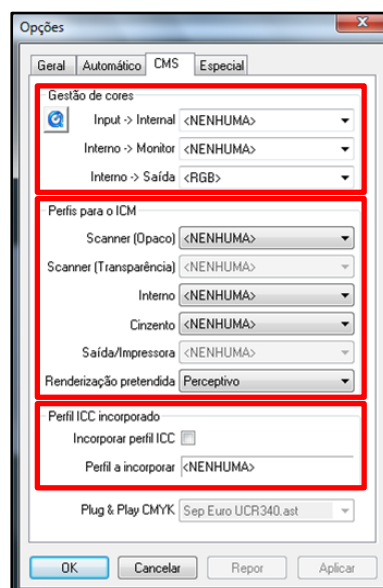 Opções
Geral Automático CMS Especial
Gestão de cores
Input -> Internal <NENHUMA>
Interno -> Monitor <NENHUMA>
Interno -> Saída <RGB>
Perfis para o ICM
Scanner (Opaco) <NENHUMA>
Scanner (Transparência) <NENHUMA>
Interno <NENHUMA>
Cinzento <NENHUMA>
Saída/Impressora <NENHUMA>
Renderização pretendida Perceptivo
Perfil ICC incorporado
Incorporar perfil ICC
Perfil a incorporar <NENHUMA>
Plug & Play CMYK Sep Euro UCR340.ast
OK Cancelar Repor Aplicar